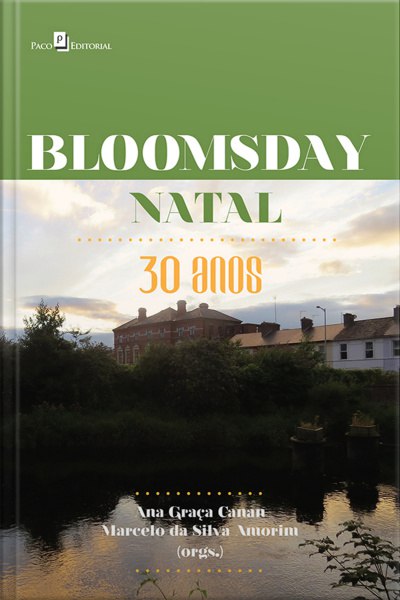 PACO EDITORIAL
BLOOMSDAY
NATAL
30 ANOS
Ana Graça Canan
Marcelo da Silva Amorim
(orgs.)